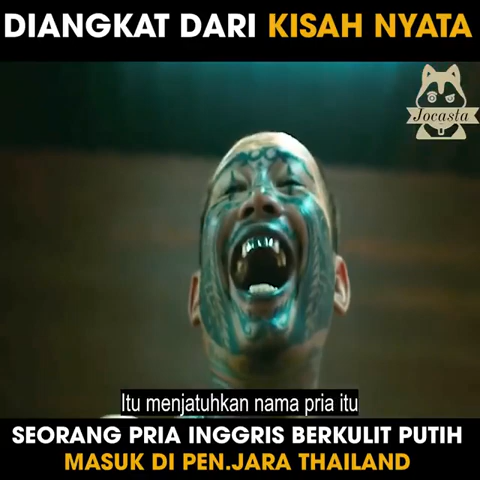 DIANGKAT DARI KISAH NYATA
Jocasta
Itu menjatuhkan nama pria itu
SEORANG PRIA INGGRIS BERKULIT PUTIH
MASUK DI PEN.JARA THAILAND